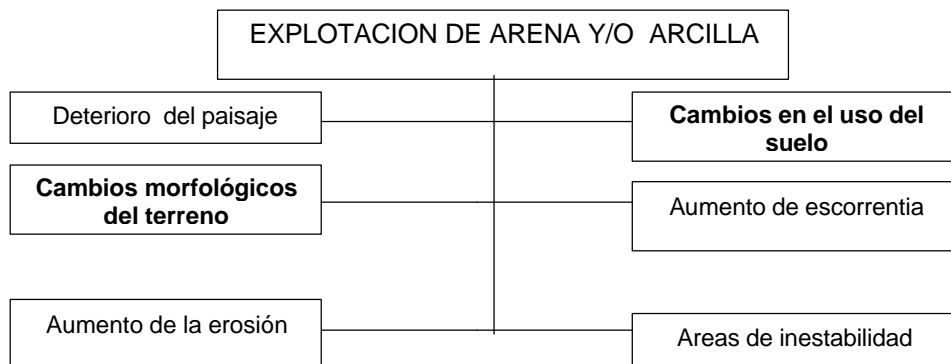 EXPLOTACION DE ARENA Y/O ARCILLA
Deterioro del paisaje
Cambios en el uso del
suelo
Cambios morfológicos
del terreno
Aumento de escorrentia
Aumento de la erosión
Areas de inestabilidad